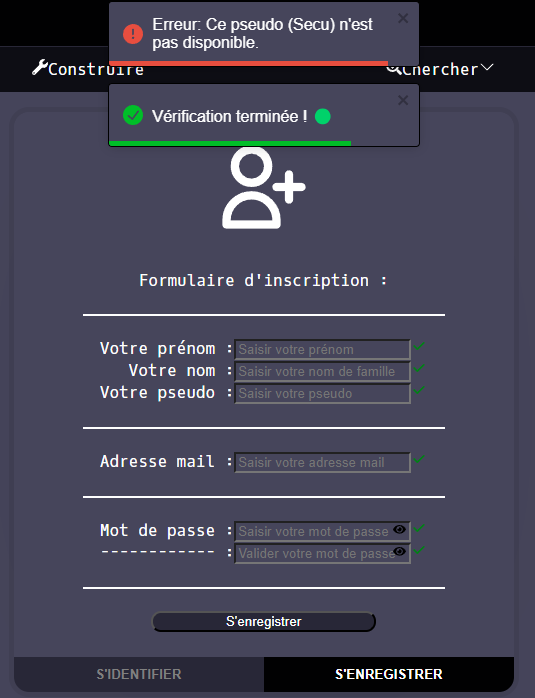 Erreur: Ce pseudo (Secu) n'est
pas disponible.
Construire
Chercher
Vérification terminée !
Formulaire d'inscription :
Votre prénom : Saisir votre prénom
Votre nom : Saisir votre nom de famille
Votre pseudo : Saisir votre pseudo
Adresse mail : Saisir votre adresse mail
Mot de passe : Saisir votre mot de passe
------------ : Valider votre mot de passe
S'enregistrer
S'IDENTIFIER
S'ENREGISTRER